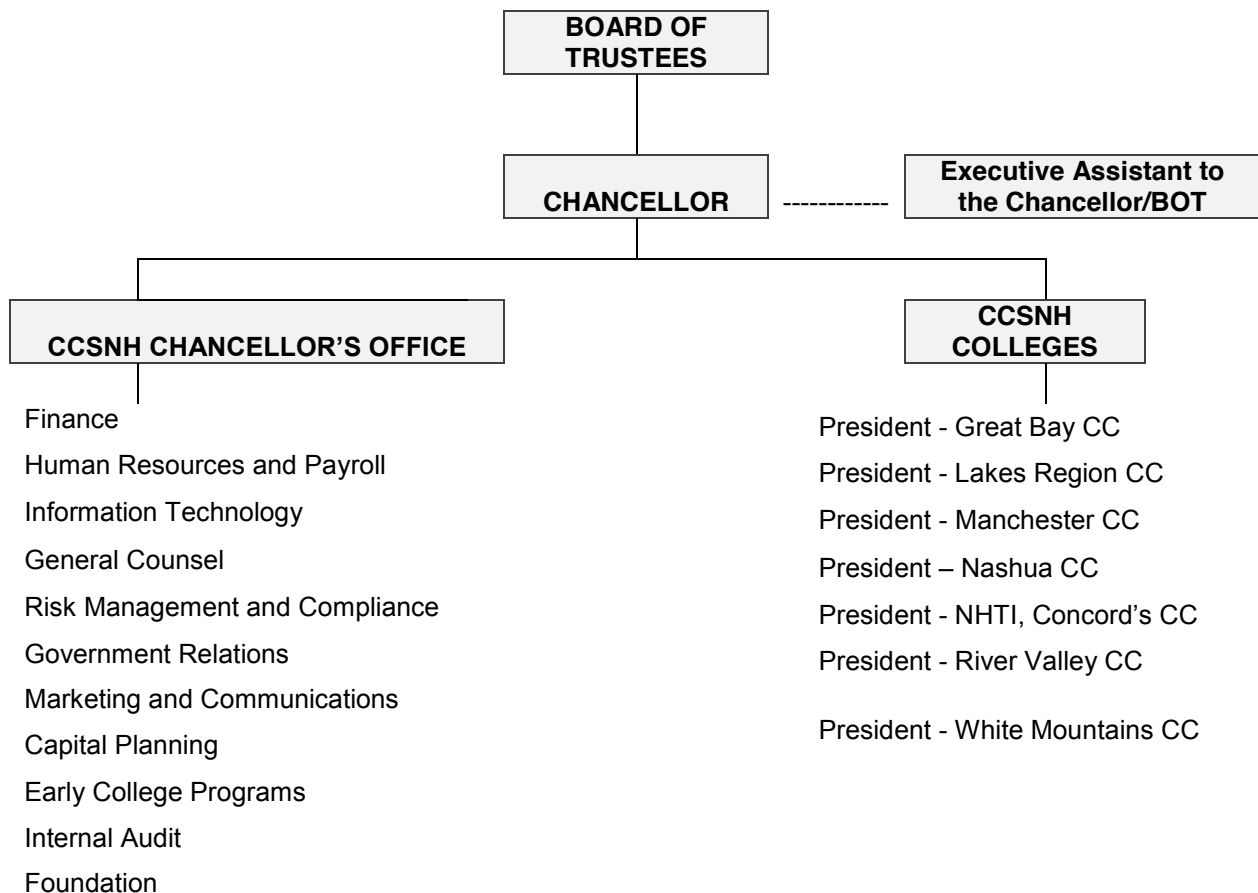 BOARD OF
TRUSTEES
CHANCELLOR
------------
Executive Assistant to
the Chancellor/BOT
CCSNH CHANCELLOR’S OFFICE
Finance
Human Resources and Payroll
Information Technology
General Counsel
Risk Management and Compliance
Government Relations
Marketing and Communications
Capital Planning
Early College Programs
Internal Audit
Foundation
CCSNH
COLLEGES
President - Great Bay CC
President - Lakes Region CC
President - Manchester CC
President – Nashua CC
President - NHTI, Concord’s CC
President - River Valley CC
President - White Mountains CC